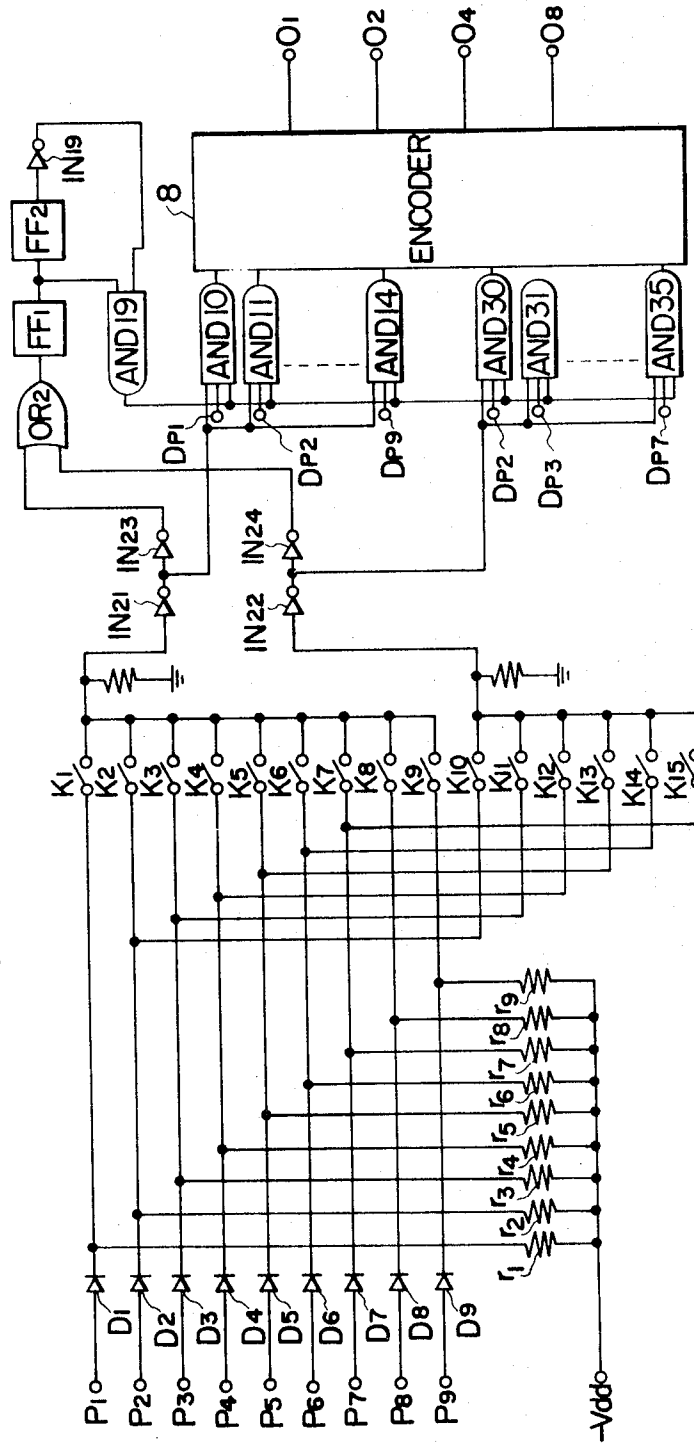 P1
P2
P3
P4
P5
P6
P7
P8
P9
-Vdd
D1
D2
D3
D4
D5
D6
D7
D8
D9
r1
r2
r3
r4
r5
r6
r7
r8
r9
K1
K2
K3
K4
K5
K6
K7
K8
K9
K10
K11
K12
K13
K14
K15
IN21
IN23
IN22
IN24
OR2
FF1
FF2
IN19
AND19
DP1
DP2
DP9
DP2
DP3
DP7
AND10
AND11
AND14
AND30
AND31
AND35
8
ENCODER
O1
O2
O4
O8